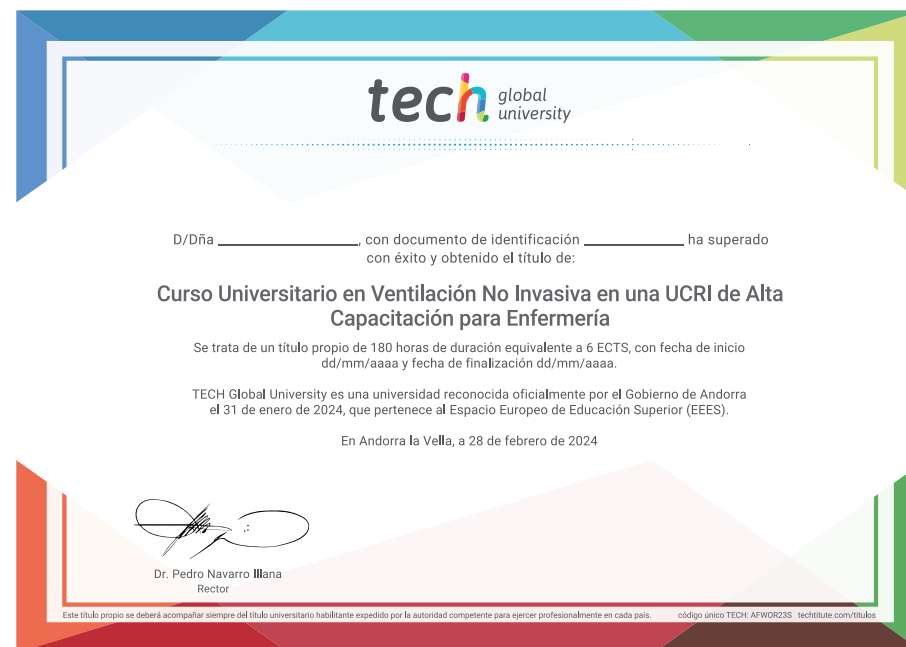 tech global university
D/Dña ____________________, con documento de identificación ______________ ha superado
con éxito y obtenido el título de:
Curso Universitario en Ventilación No Invasiva en una UCRI de Alta
Capacitación para Enfermería
Se trata de un título propio de 180 horas de duración equivalente a 6 ECTS, con fecha de inicio
dd/mm/aaaa y fecha de finalización dd/mm/aaaa.
TECH Global University es una universidad reconocida oficialmente por el Gobierno de Andorra
el 31 de enero de 2024, que pertenece al Espacio Europeo de Educación Superior (EEES).
En Andorra la Vella, a 28 de febrero de 2024
Dr. Pedro Navarro Illana
Rector
Este título propio se deberá acompañar siempre del título universitario habilitante expedido por la autoridad competente para ejercer profesionalmente en cada país. código único TECH: AFWOR23S techtitute.com/titulos